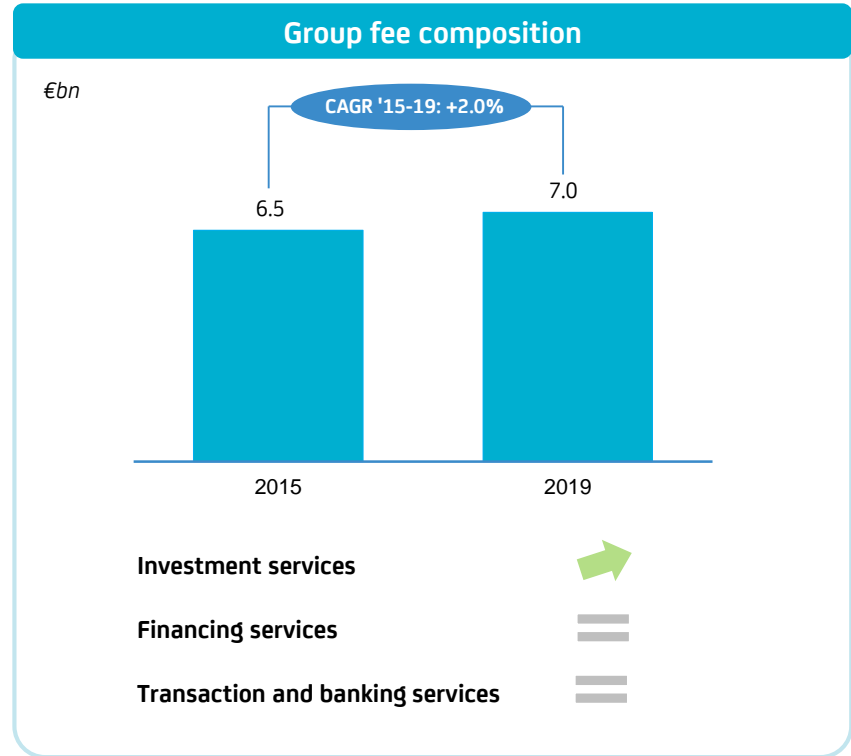 Group fee composition
€bn
CAGR '15-19: +2.0%
6.5
7.0
2015
2019
Investment services
Financing services
Transaction and banking services